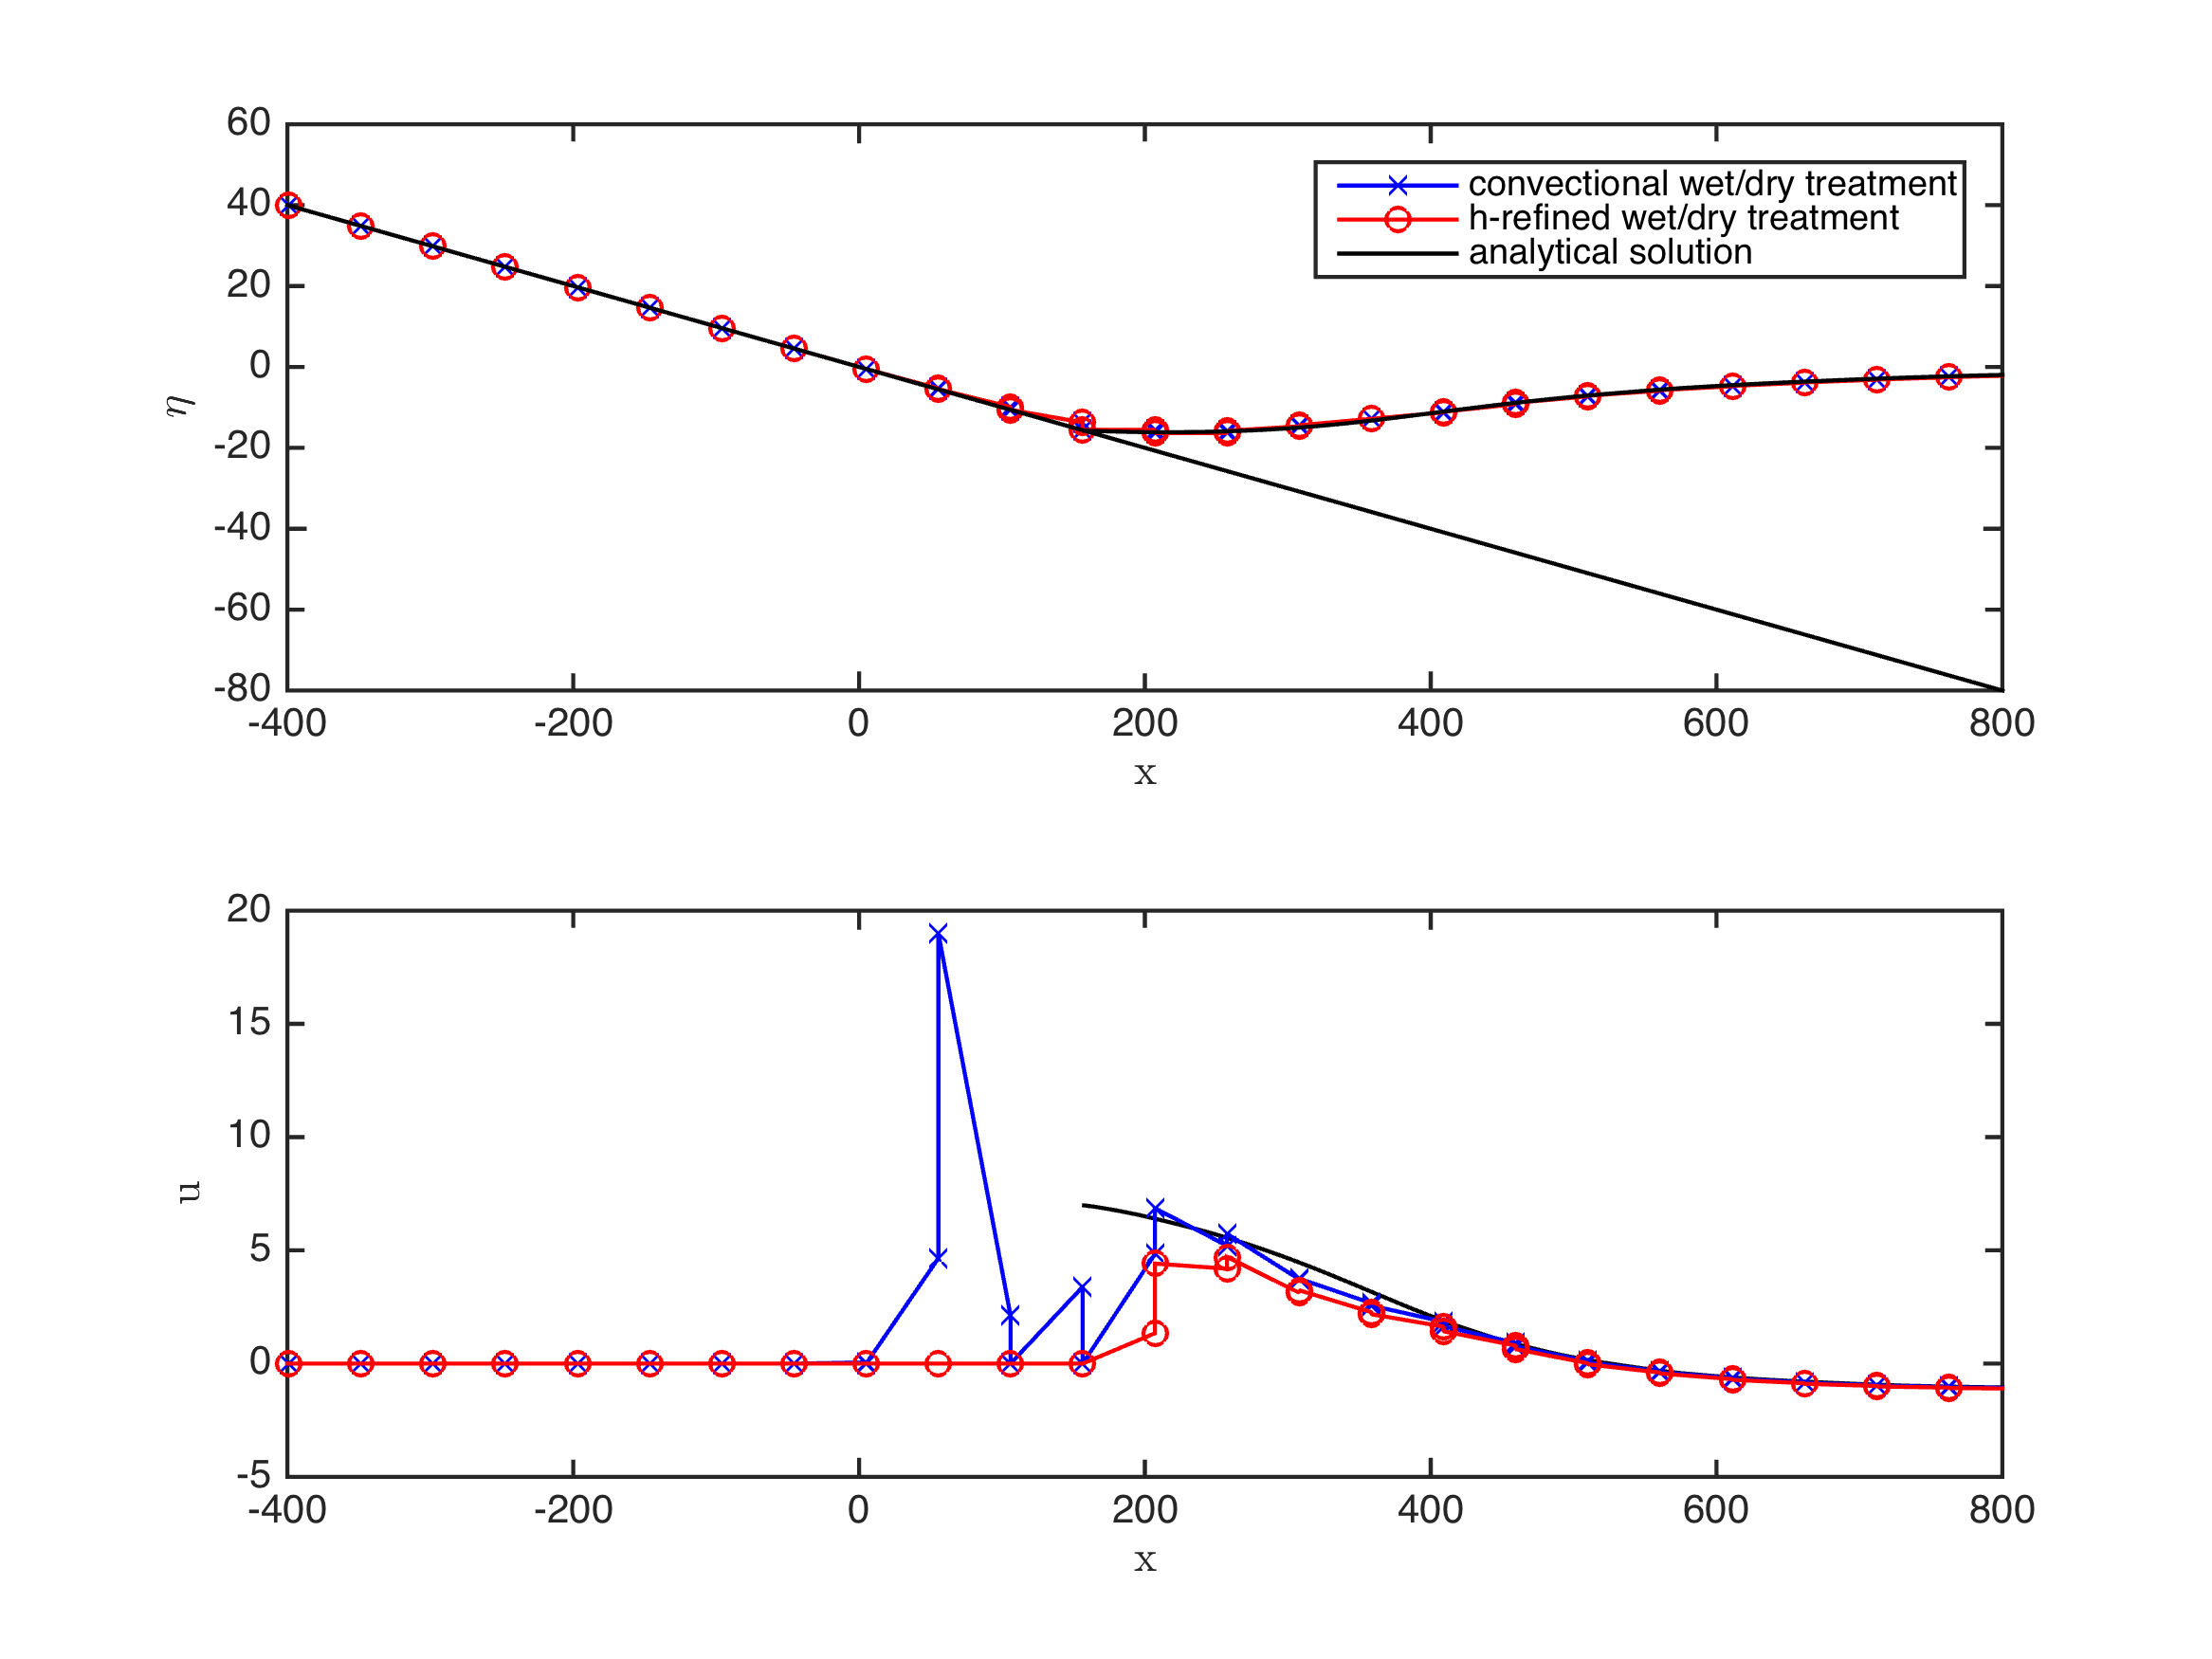 60
40
20
0
-20
-40
-60
-80
η
-400 -200 0 200 400 600 800
x
convectional wet/dry treatment
h-refined wet/dry treatment
analytical solution
20
15
10
5
0
-5
u
-400 -200 0 200 400 600 800
x